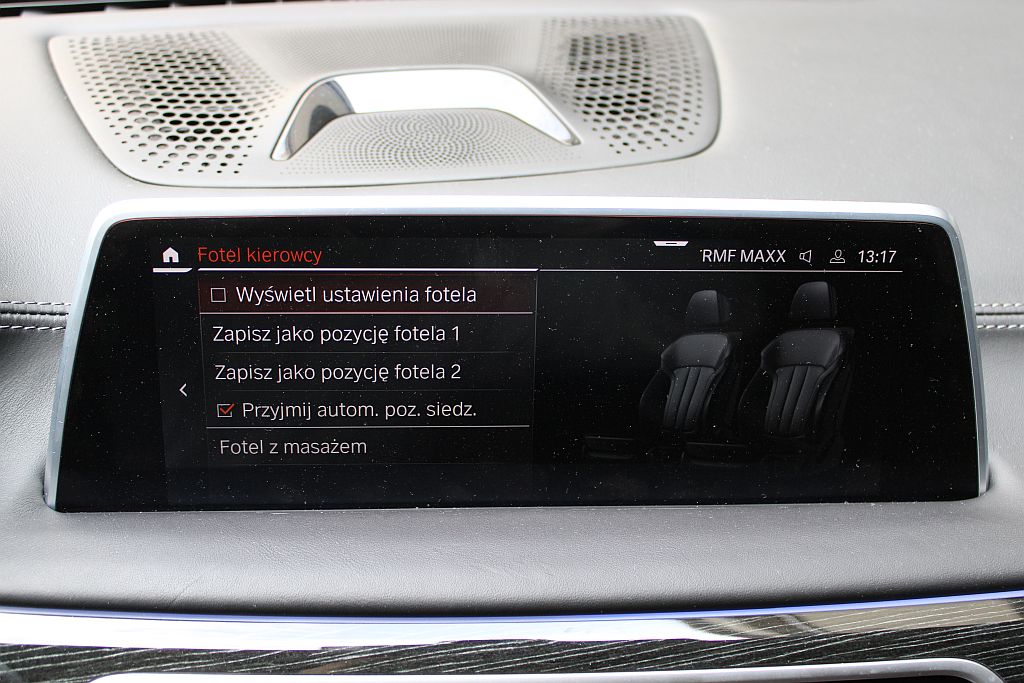 Fotel kierowcy
RMF MAXX 13:17
Wyświetl ustawienia fotela
Zapisz jako pozycję fotela 1
Zapisz jako pozycję fotela 2
Przyjmij autom. poz. siedz.
Fotel z masażem